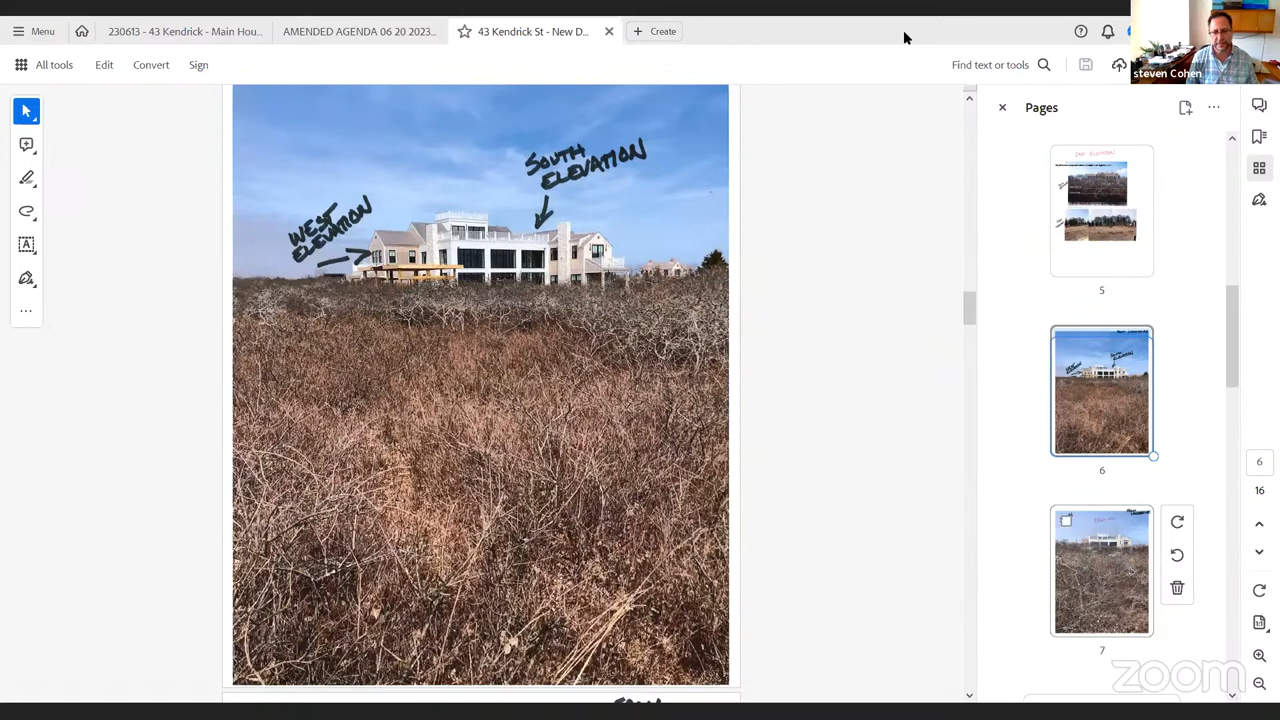 Menu
230613 - 43 Kendrick - Main Hou...
AMENDED AGENDA 06 20 2023...
43 Kendrick St - New D...
Create
All tools
Edit
Convert
Sign
Find text or tools
steven Cohen
Pages
SOUTH
ELEVATION
WEST
ELEVATION
5
6
7
6
16
zoom